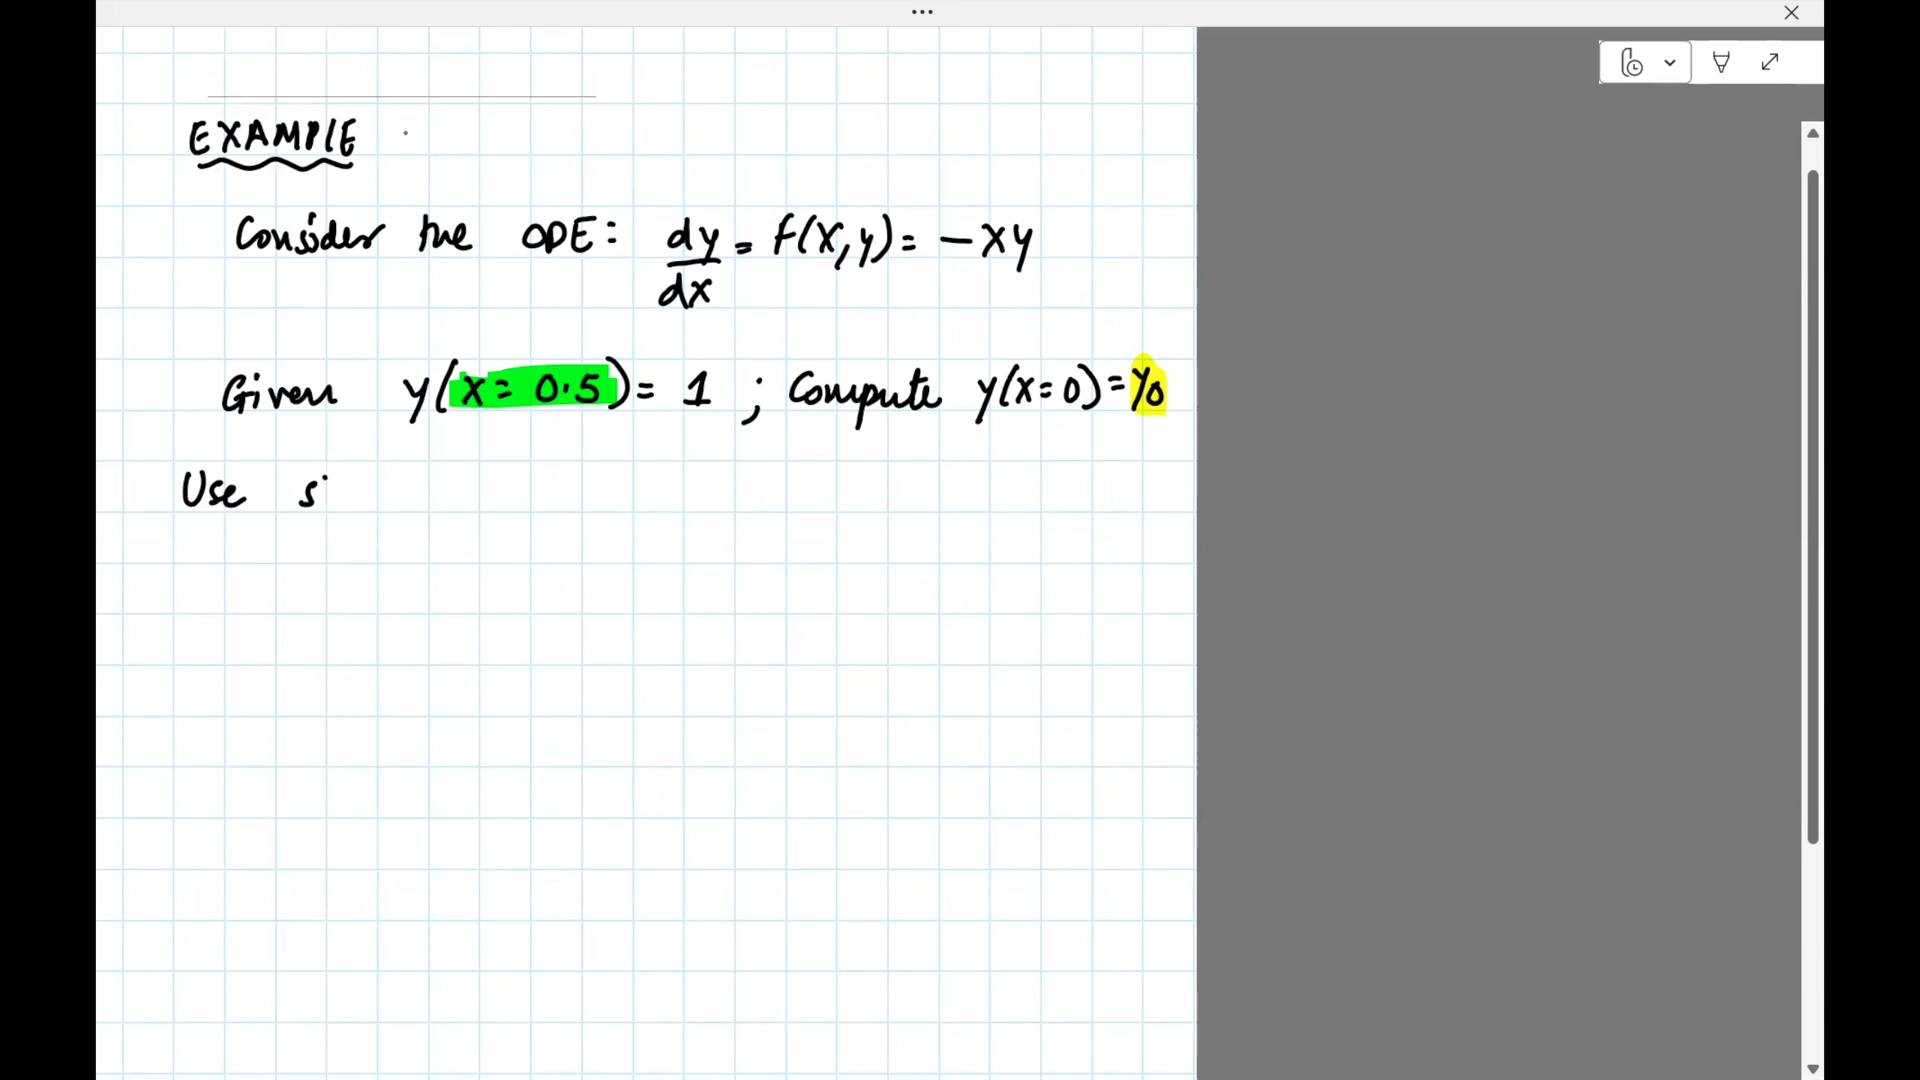 EXAMPLE
Consider the ODE: dy/dx = f(x,y) = -xy
Given y(x = 0.5) = 1 ; Compute y(x=0) = y₀
Use s